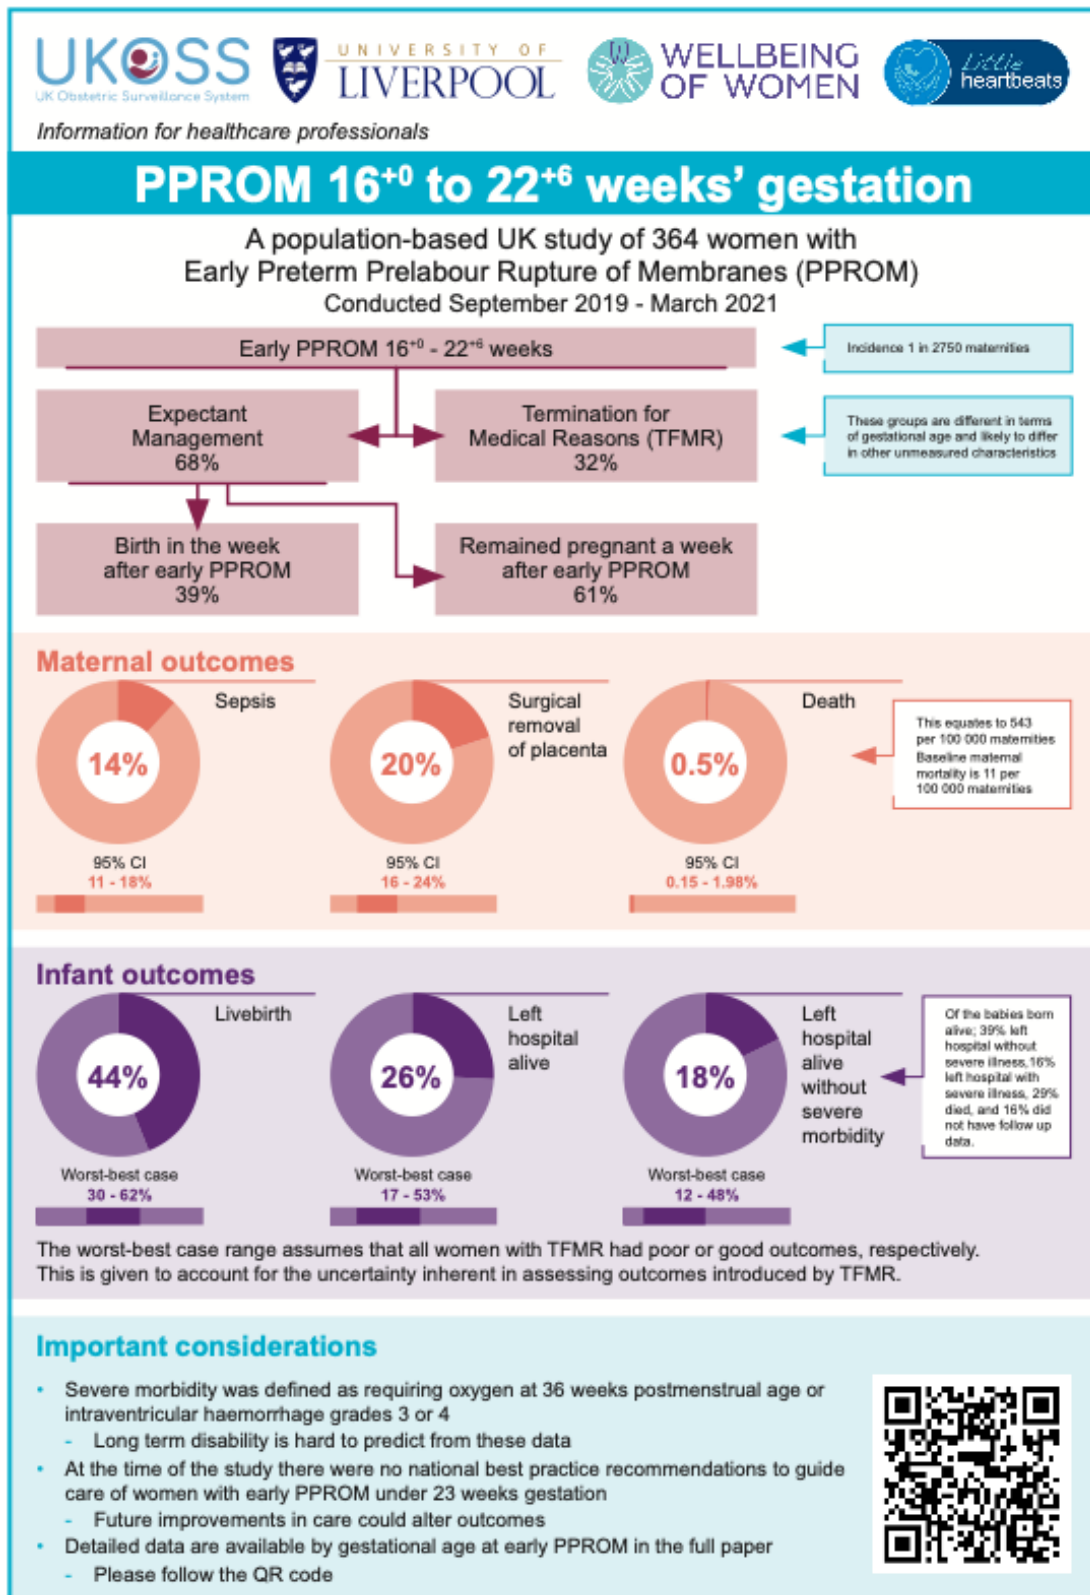 UKOSS
UK Obstetric Surveillance System
UNIVERSITY OF
LIVERPOOL
WELLBEING
OF WOMEN
Little
heartbeats
Information for healthcare professionals
PPROM 16+0 to 22+6 weeks' gestation
A population-based UK study of 364 women with
Early Preterm Prelabour Rupture of Membranes (PPROM)
Conducted September 2019 - March 2021
Early PPROM 16+0 - 22+6 weeks
Incidence 1 in 2750 maternities
Expectant
Management
68%
Termination for
Medical Reasons (TFMR)
32%
These groups are different in terms
of gestational age and likely to differ
in other unmeasured characteristics
Birth in the week
after early PPROM
39%
Remained pregnant a week
after early PPROM
61%
Maternal outcomes
Sepsis
14%
95% CI
11 - 18%
Surgical
removal
of placenta
20%
95% CI
16 - 24%
Death
0.5%
95% CI
0.15 - 1.98%
This equates to 543
per 100 000 maternities
Baseline maternal
mortality is 11 per
100 000 maternities
Infant outcomes
Livebirth
44%
Worst-best case
30 - 62%
Left
hospital
alive
26%
Worst-best case
17 - 53%
Left
hospital
alive
without
severe
morbidity
18%
Worst-best case
12 - 48%
Of the babies born
alive; 39% left
hospital without
severe illness,16%
left hospital with
severe illness, 29%
died, and 16% did
not have follow up
data.
The worst-best case range assumes that all women with TFMR had poor or good outcomes, respectively.
This is given to account for the uncertainty inherent in assessing outcomes introduced by TFMR.
Important considerations
• Severe morbidity was defined as requiring oxygen at 36 weeks postmenstrual age or
intraventricular haemorrhage grades 3 or 4
- Long term disability is hard to predict from these data
• At the time of the study there were no national best practice recommendations to guide
care of women with early PPROM under 23 weeks gestation
- Future improvements in care could alter outcomes
• Detailed data are available by gestational age at early PPROM in the full paper
- Please follow the QR code